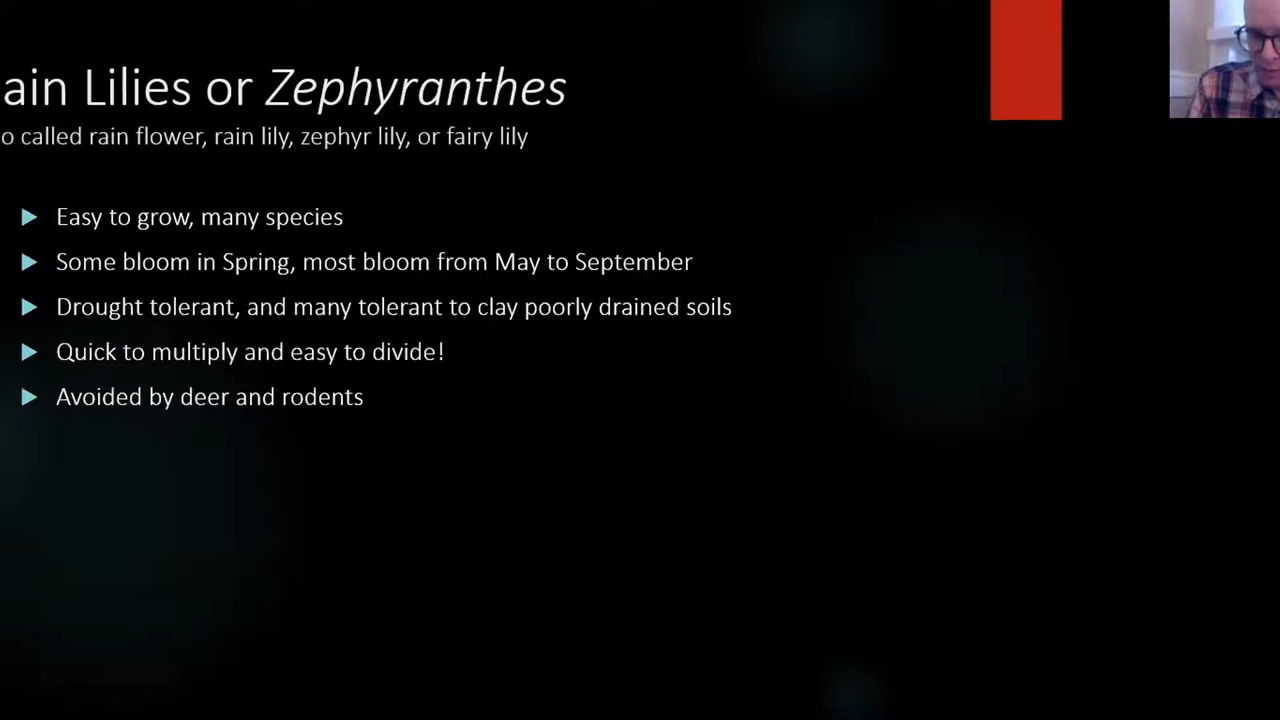 ain Lilies or Zephyranthes
o called rain flower, rain lily, zephyr lily, or fairy lily
Easy to grow, many species
Some bloom in Spring, most bloom from May to September
Drought tolerant, and many tolerant to clay poorly drained soils
Quick to multiply and easy to divide!
Avoided by deer and rodents